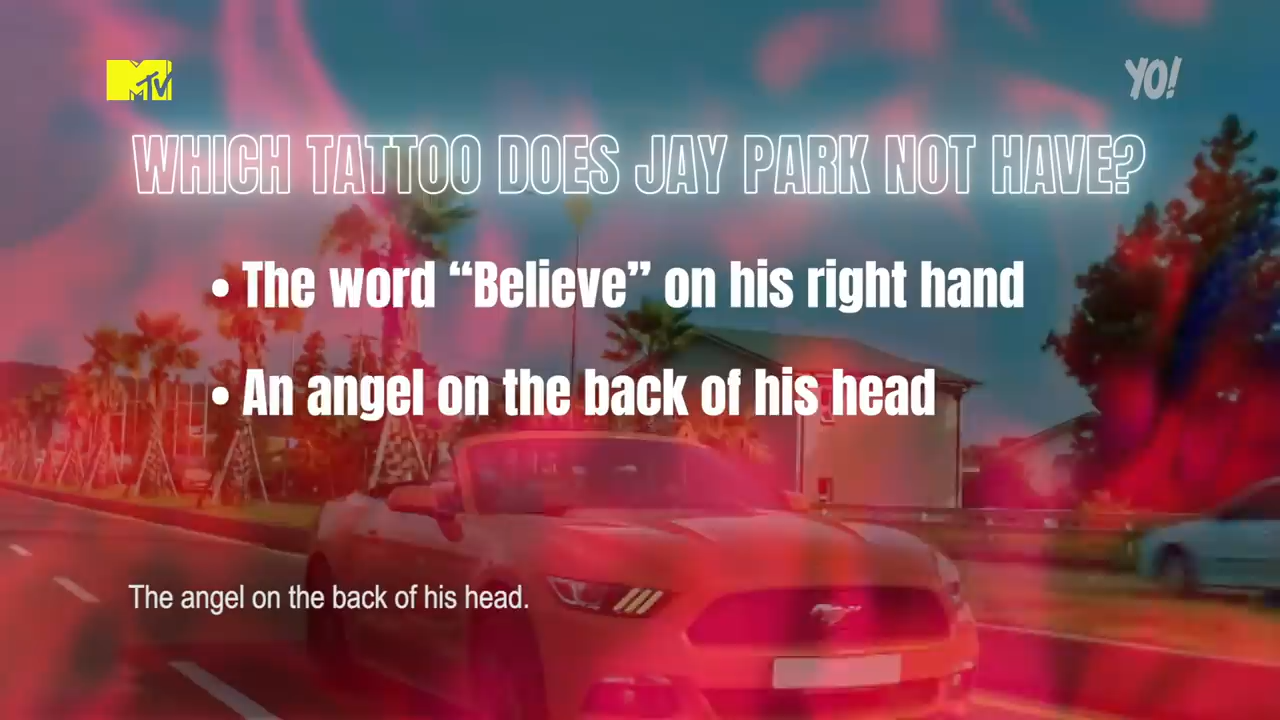 MTV
YO!
WHICH TATTOO DOES JAY PARK NOT HAVE?
• The word “Believe” on his right hand
• An angel on the back of his head
The angel on the back of his head.